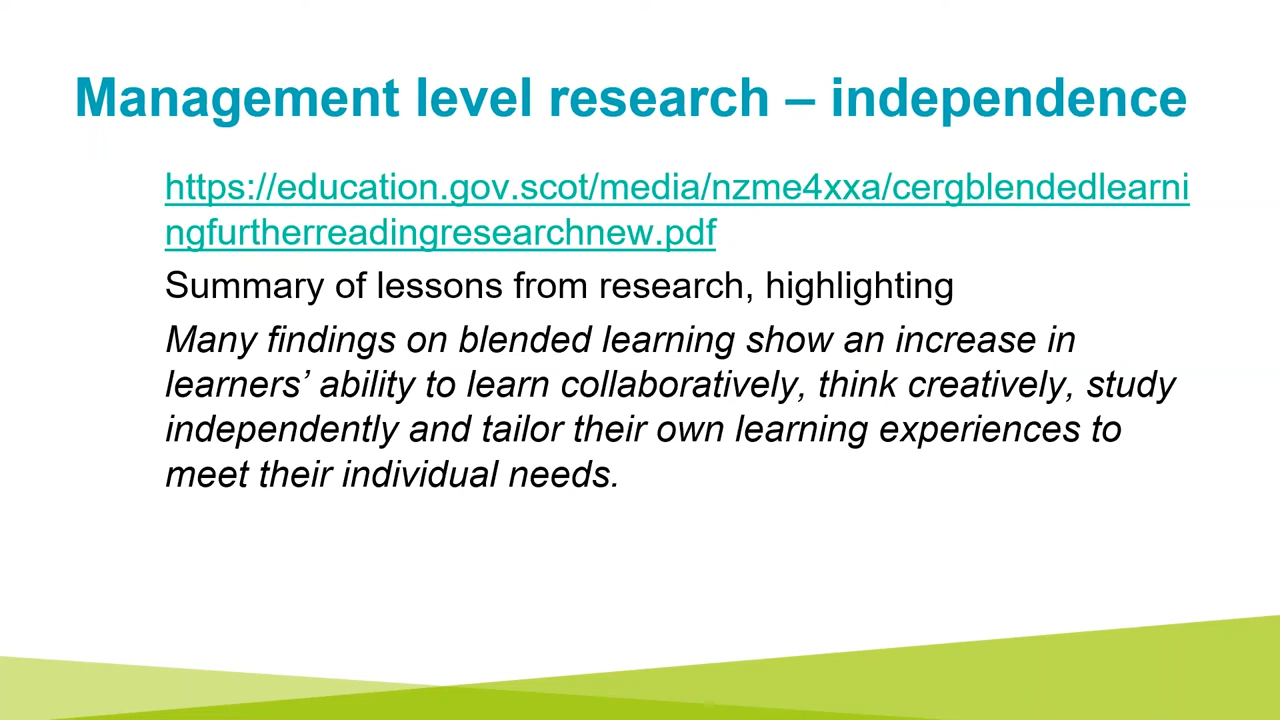 Management level research – independence
https://education.gov.scot/media/nzme4xxa/cergblendedlearni
ngfurtherreadingresearchnew.pdf
Summary of lessons from research, highlighting
Many findings on blended learning show an increase in
learners’ ability to learn collaboratively, think creatively, study
independently and tailor their own learning experiences to
meet their individual needs.